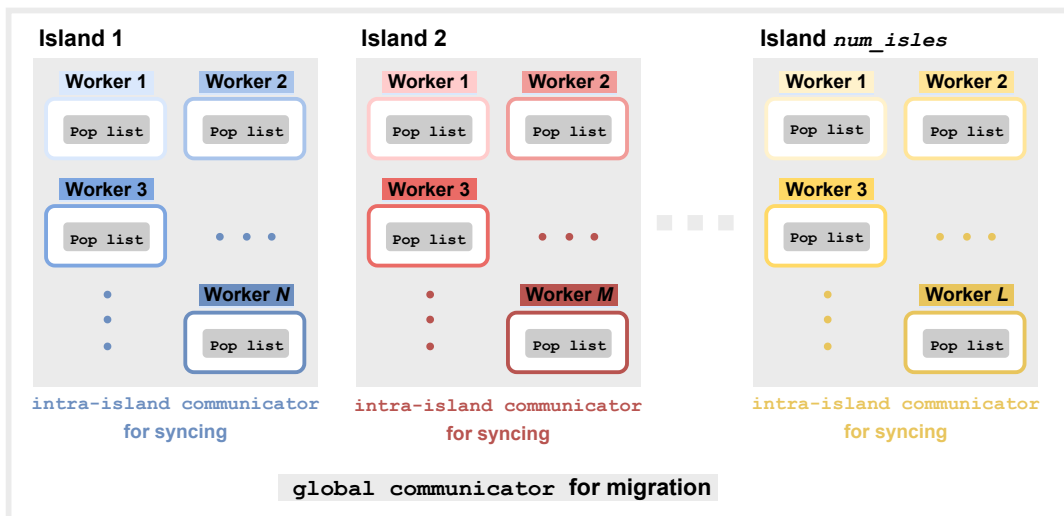 Island 1
Worker 1
Worker 2
Pop list
Pop list
Worker 3
Pop list
Worker N
Pop list
intra-island communicator
for syncing
Island 2
Worker 1
Worker 2
Pop list
Pop list
Worker 3
Pop list
Worker M
Pop list
intra-island communicator
for syncing
Island num_isles
Worker 1
Worker 2
Pop list
Pop list
Worker 3
Pop list
Worker L
Pop list
intra-island communicator
for syncing
global communicator for migration